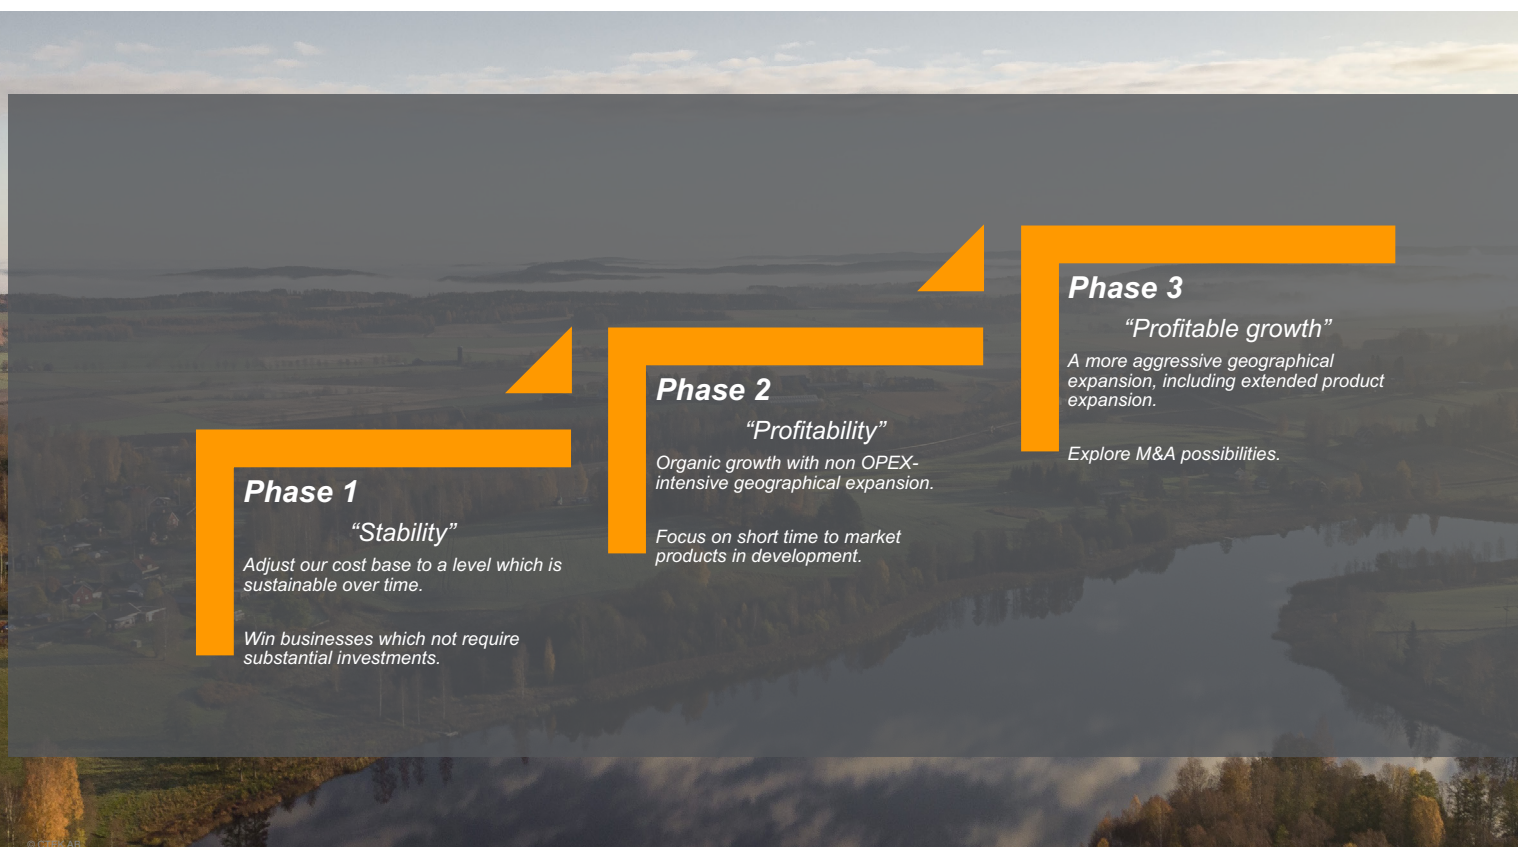 Phase 1
“Stability”
Adjust our cost base to a level which is
sustainable over time.
Win businesses which not require
substantial investments.
Phase 2
“Profitability”
Organic growth with non OPEX-
intensive geographical expansion.
Focus on short time to market
products in development.
Phase 3
“Profitable growth”
A more aggressive geographical
expansion, including extended product
expansion.
Explore M&A possibilities.